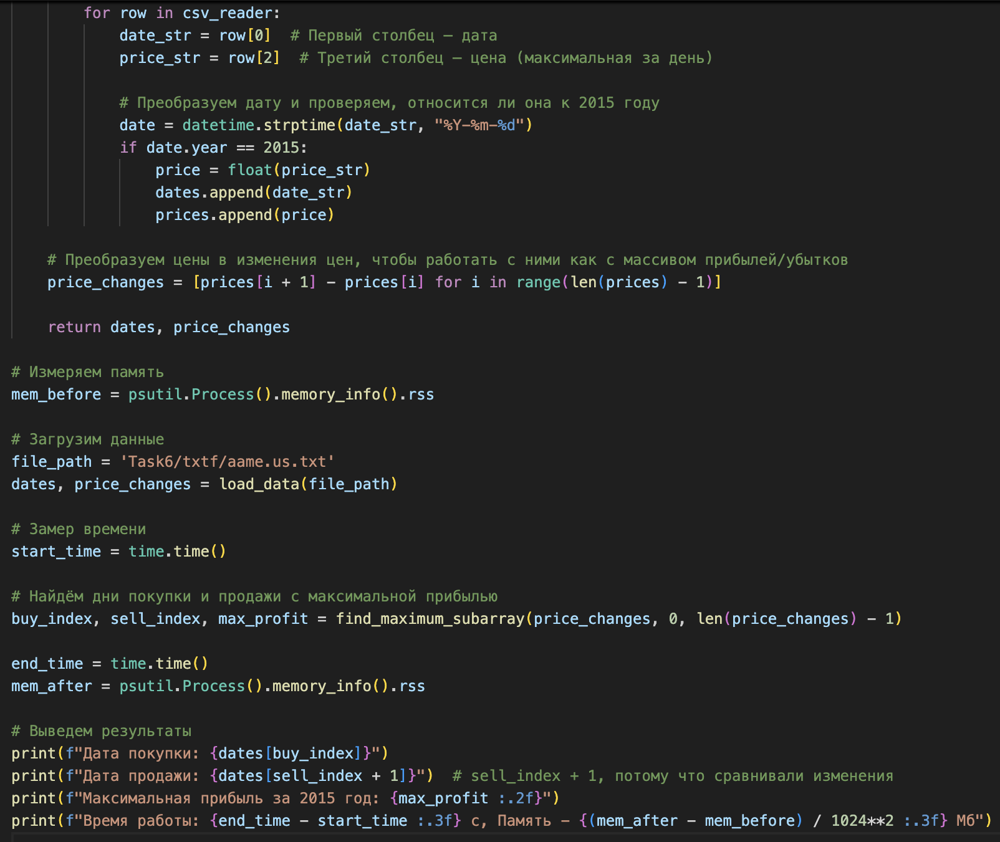 for row in csv_reader:
date_str = row[0]  # Первый столбец — дата
price_str = row[2]  # Третий столбец — цена (максимальная за день)
# Преобразуем дату и проверяем, относится ли она к 2015 году
date = datetime.strptime(date_str, "%Y-%m-%d")
if date.year == 2015:
price = float(price_str)
dates.append(date_str)
prices.append(price)
# Преобразуем цены в изменения цен, чтобы работать с ними как с массивом прибылей/убытков
price_changes = [prices[i + 1] - prices[i] for i in range(len(prices) - 1)]
return dates, price_changes
# Измеряем память
mem_before = psutil.Process().memory_info().rss
# Загрузим данные
file_path = 'Task6/txtf/aame.us.txt'
dates, price_changes = load_data(file_path)
# Замер времени
start_time = time.time()
# Найдём дни покупки и продажи с максимальной прибылью
buy_index, sell_index, max_profit = find_maximum_subarray(price_changes, 0, len(price_changes) - 1)
end_time = time.time()
mem_after = psutil.Process().memory_info().rss
# Выведем результаты
print(f"Дата покупки: {dates[buy_index]}")
print(f"Дата продажи: {dates[sell_index + 1]}")  # sell_index + 1, потому что сравнивали изменения
print(f"Максимальная прибыль за 2015 год: {max_profit :.2f}")
print(f"Время работы: {end_time - start_time :.3f} с, Память - {(mem_after - mem_before) / 1024**2 :.3f} Мб")